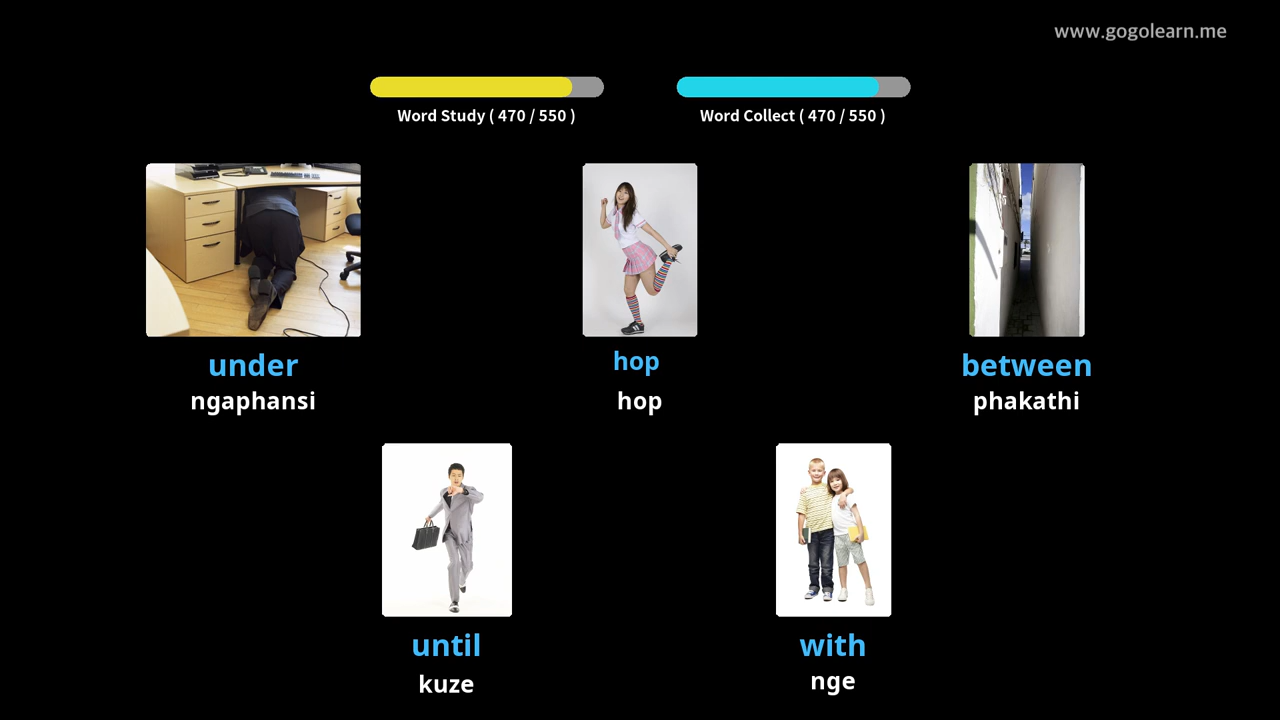 www.gogolearn.me
Word Study ( 470 / 550 )
Word Collect ( 470 / 550 )
under
ngaphansi
hop
hop
between
phakathi
until
kuze
with
nge